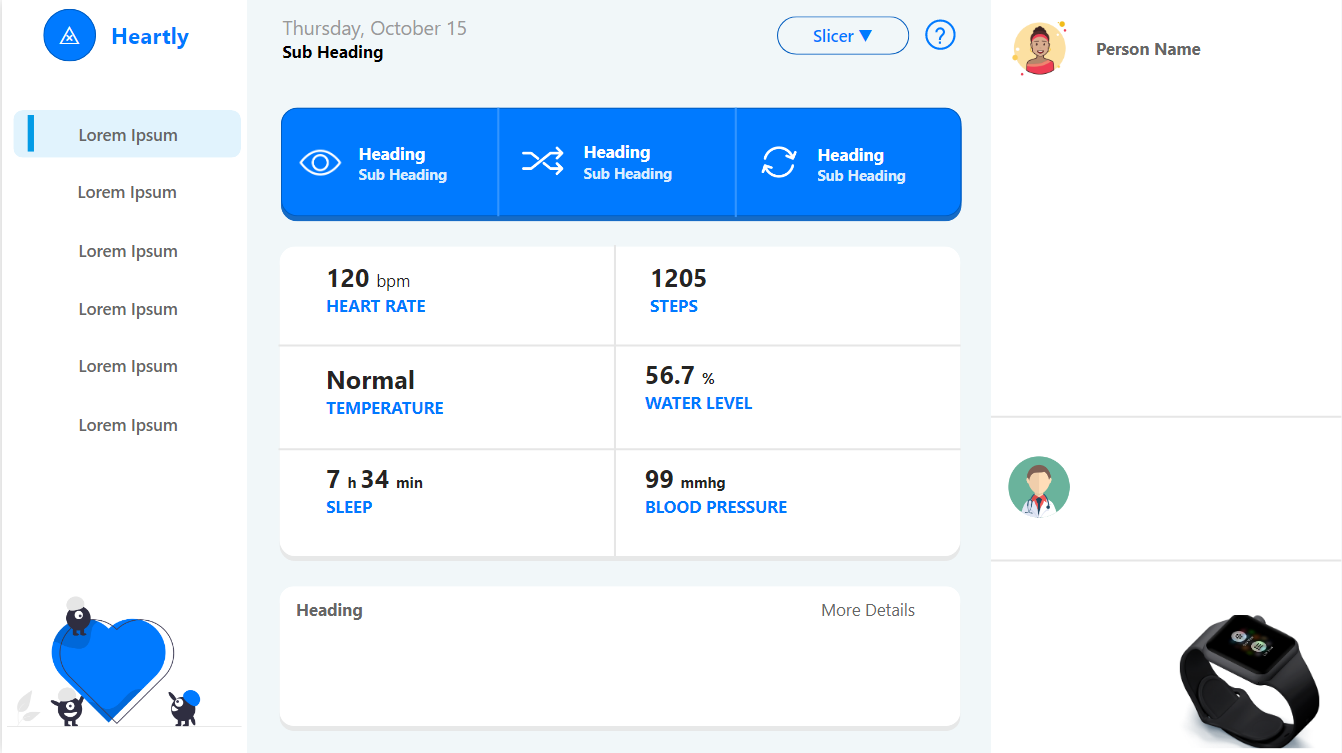 Heartly
Lorem Ipsum
Lorem Ipsum
Lorem Ipsum
Lorem Ipsum
Lorem Ipsum
Lorem Ipsum
Thursday, October 15
Sub Heading
Slicer ▼
?
Heading
Sub Heading
Heading
Sub Heading
Heading
Sub Heading
120 bpm
HEART RATE
1205
STEPS
Normal
TEMPERATURE
56.7 %
WATER LEVEL
7 h 34 min
SLEEP
99 mmhg
BLOOD PRESSURE
Heading
More Details
Person Name